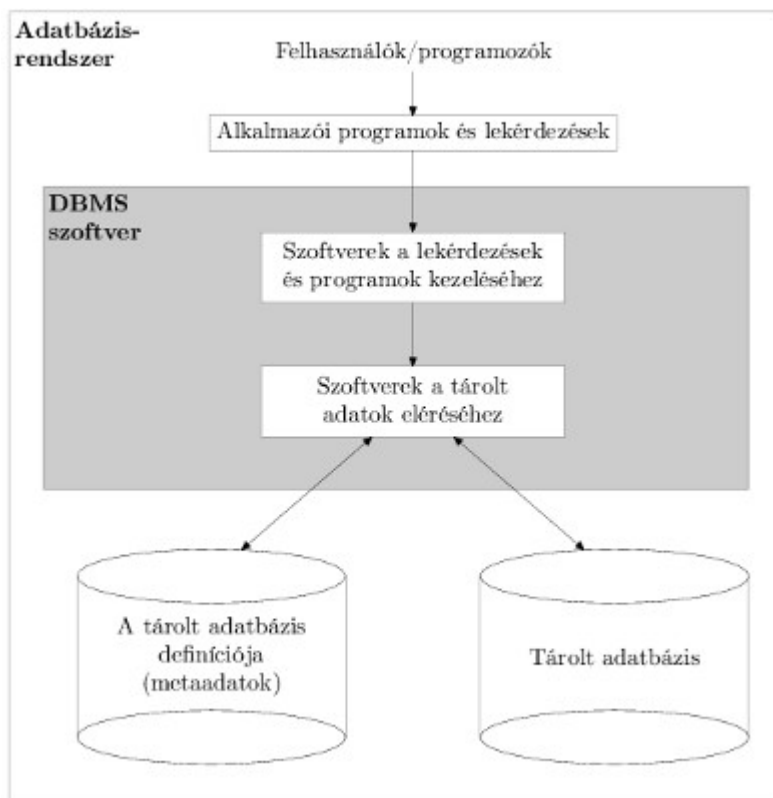 Adatbázis-
rendszer
Felhasználók/programozók
Alkalmazói programok és lekérdezések
DBMS
szoftver
Szoftverek a lekérdezések
és programok kezeléséhez
Szoftverek a tárolt
adatok eléréséhez
A tárolt adatbázis
definíciója
(metaadatok)
Tárolt adatbázis